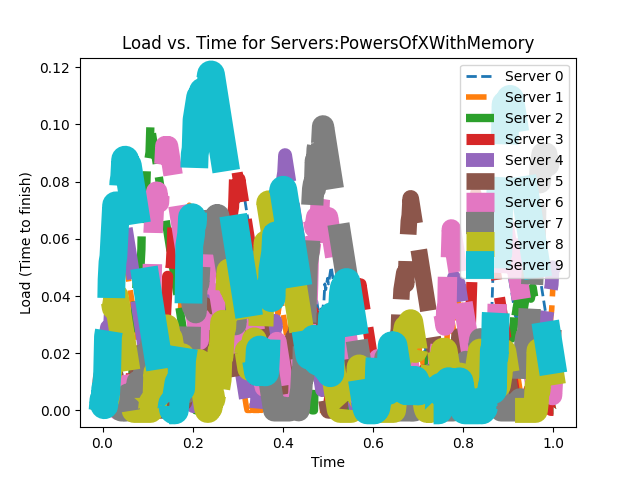 Load vs. Time for Servers:PowersOfXWithMemory
Load (Time to finish)
0.12
0.10
0.08
0.06
0.04
0.02
0.00
Server 0
Server 1
Server 2
Server 3
Server 4
Server 5
Server 6
Server 7
Server 8
Server 9
0.0
0.2
0.4
0.6
0.8
1.0
Time